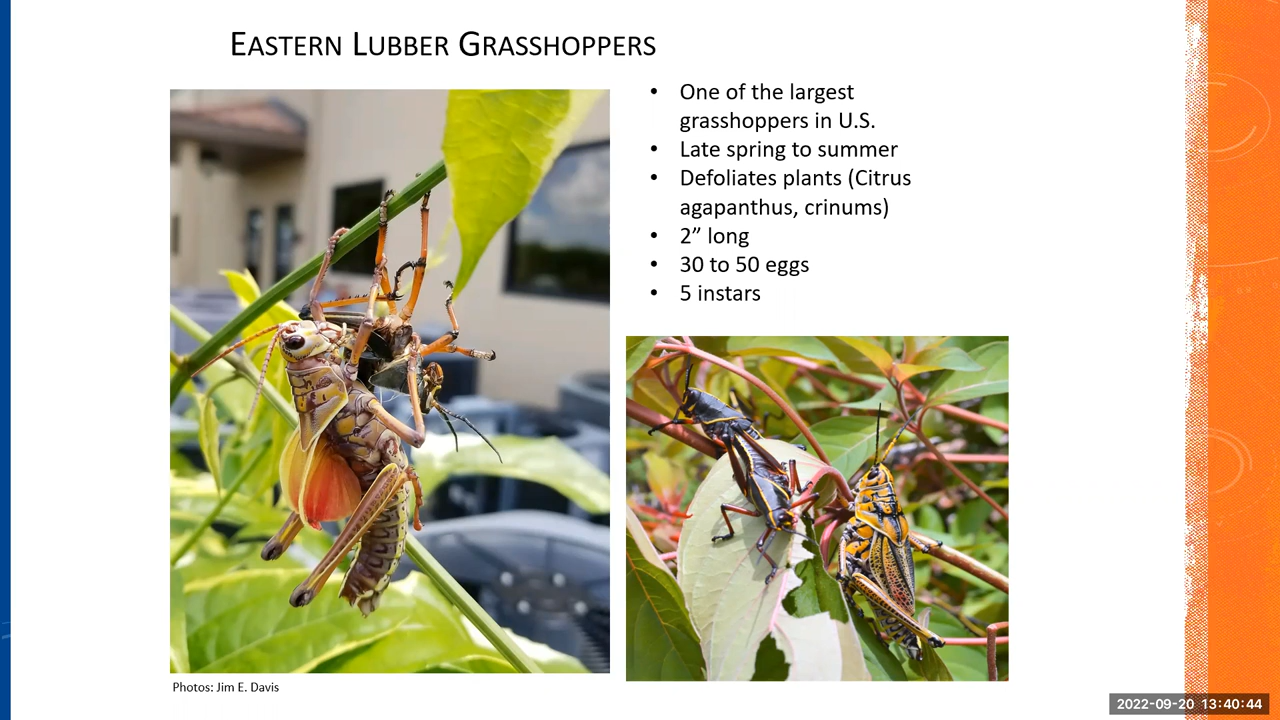 EASTERN LUBBER GRASSHOPPERS
• One of the largest
grasshoppers in U.S.
• Late spring to summer
• Defoliates plants (Citrus
agapanthus, crinums)
• 2” long
• 30 to 50 eggs
• 5 instars
Photos: Jim E. Davis
2022-09-20 13:40:44